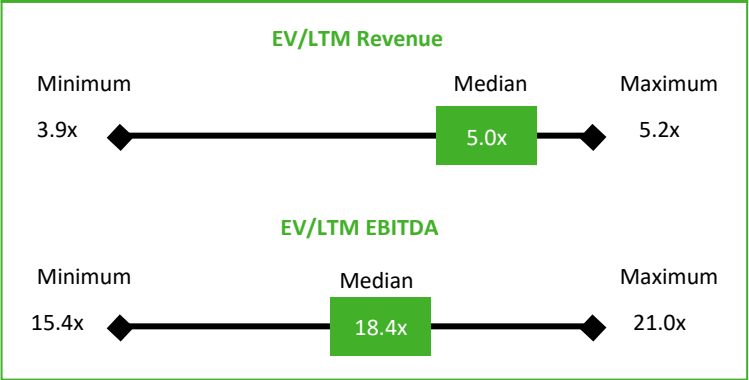 EV/LTM Revenue
Minimum Median Maximum
3.9x 5.0x 5.2x
EV/LTM EBITDA
Minimum Median Maximum
15.4x 18.4x 21.0x